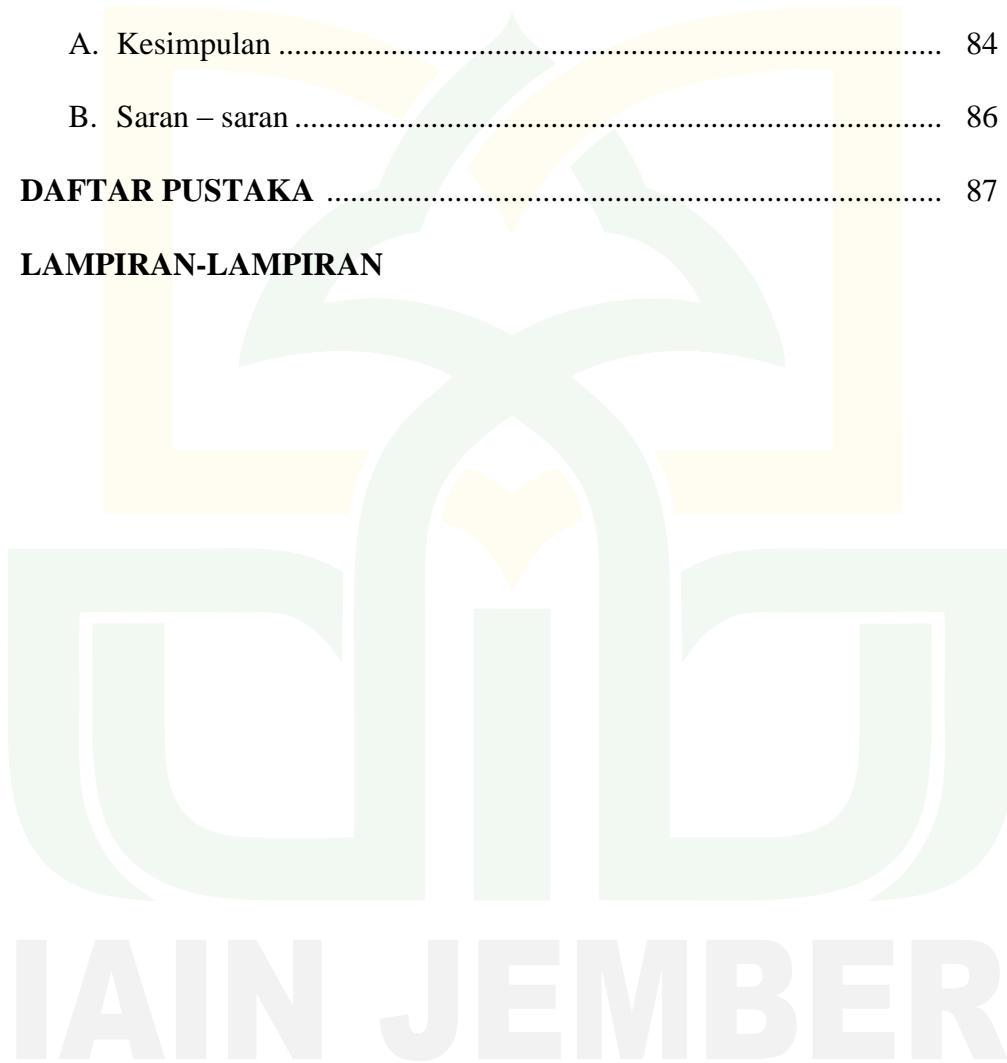 A. Kesimpulan ...................................................................... 84
B. Saran – saran .................................................................... 86
DAFTAR PUSTAKA ................................................................. 87
LAMPIRAN-LAMPIRAN
IAIN JEMBER